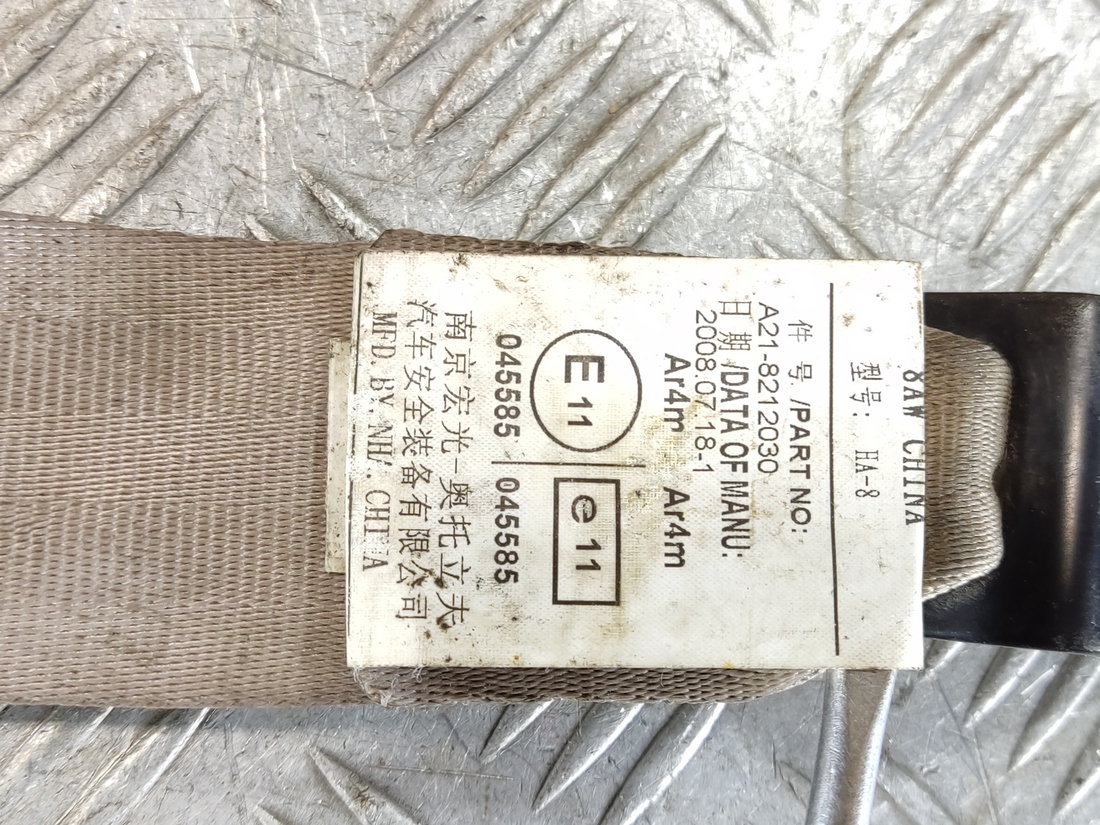 8AW CHINA
型号: HA-8
件 号 /PART NO:
A21-8212030
日 期 /DATA OF MANU:
2008.07.18-1
Ar4m Ar4m
E 11 e 11
045585 045585
南京宏光-奥托立夫
汽车安全装备有限公司
MFD. BY. NH/.